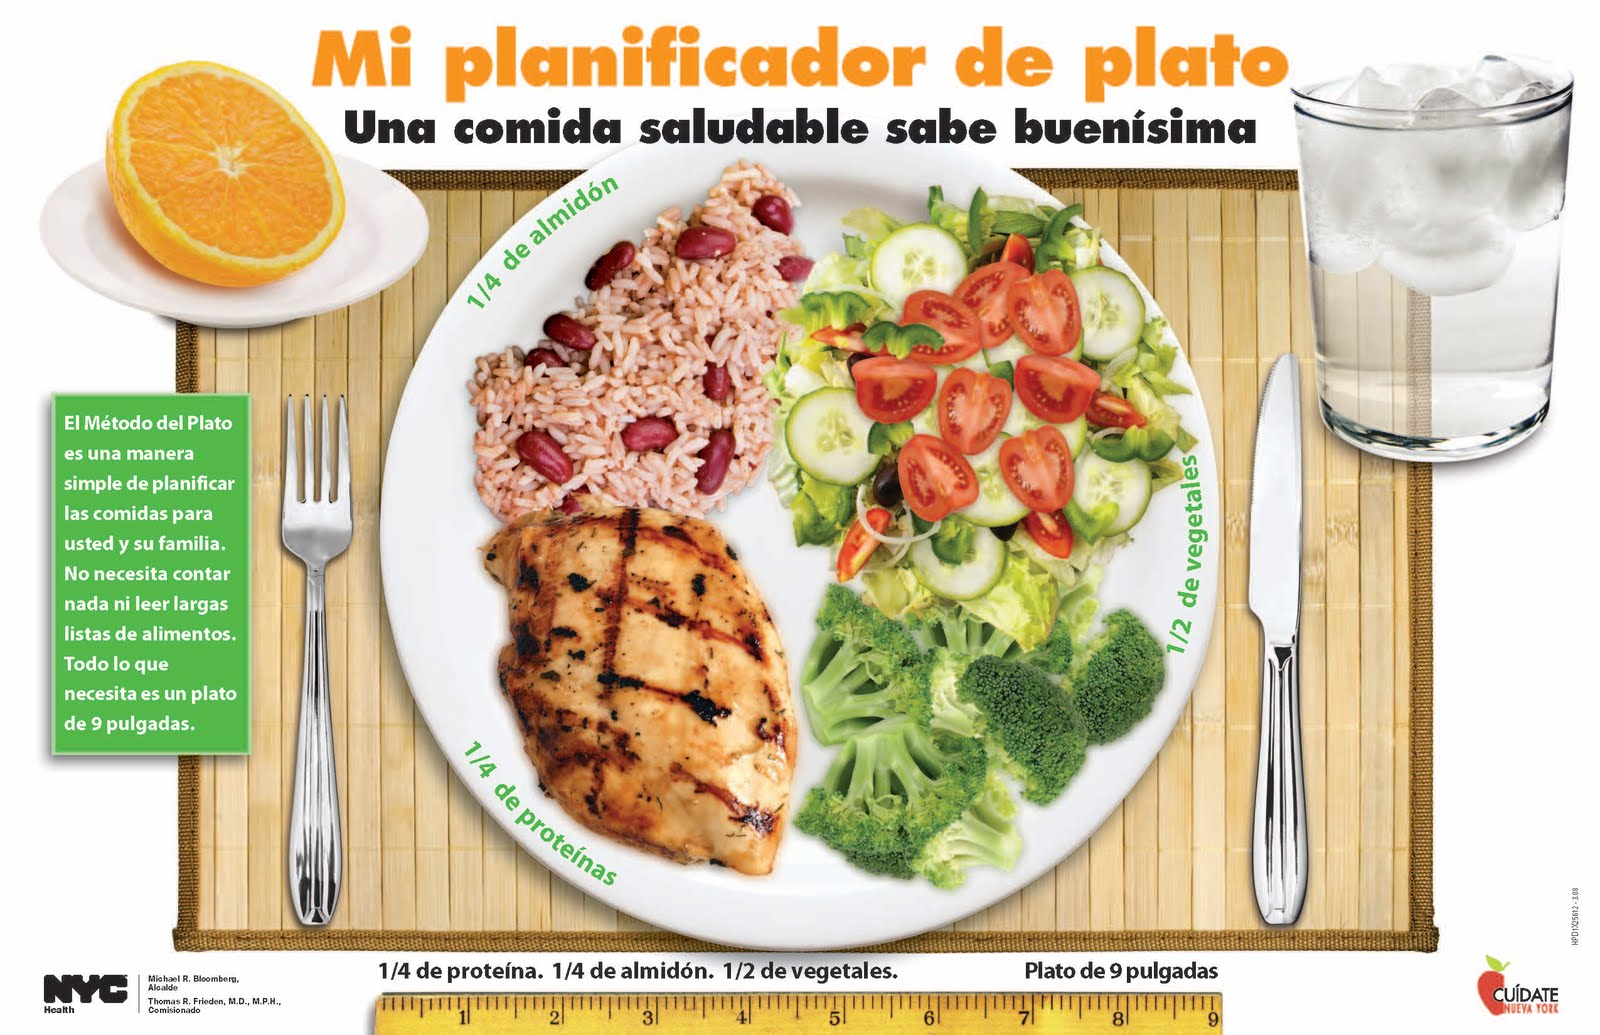 Mi planificador de plato
Una comida saludable sabe buenísima
1/4 de almidón
1/2 de vegetales
1/4 de proteínas
El Método del Plato
es una manera
simple de planificar
las comidas para
usted y su familia.
No necesita contar
nada ni leer largas
listas de alimentos.
Todo lo que
necesita es un plato
de 9 pulgadas.
1/4 de proteína. 1/4 de almidón. 1/2 de vegetales.
Plato de 9 pulgadas
1 2 3 4 5 6 7 8 9
NYC
Health
Michael R. Bloomberg,
Alcalde
Thomas R. Frieden, M.D., M.P.H.,
Comisionado
CUÍDATE
NUEVA YORK
HPD1X25612 - 3.08